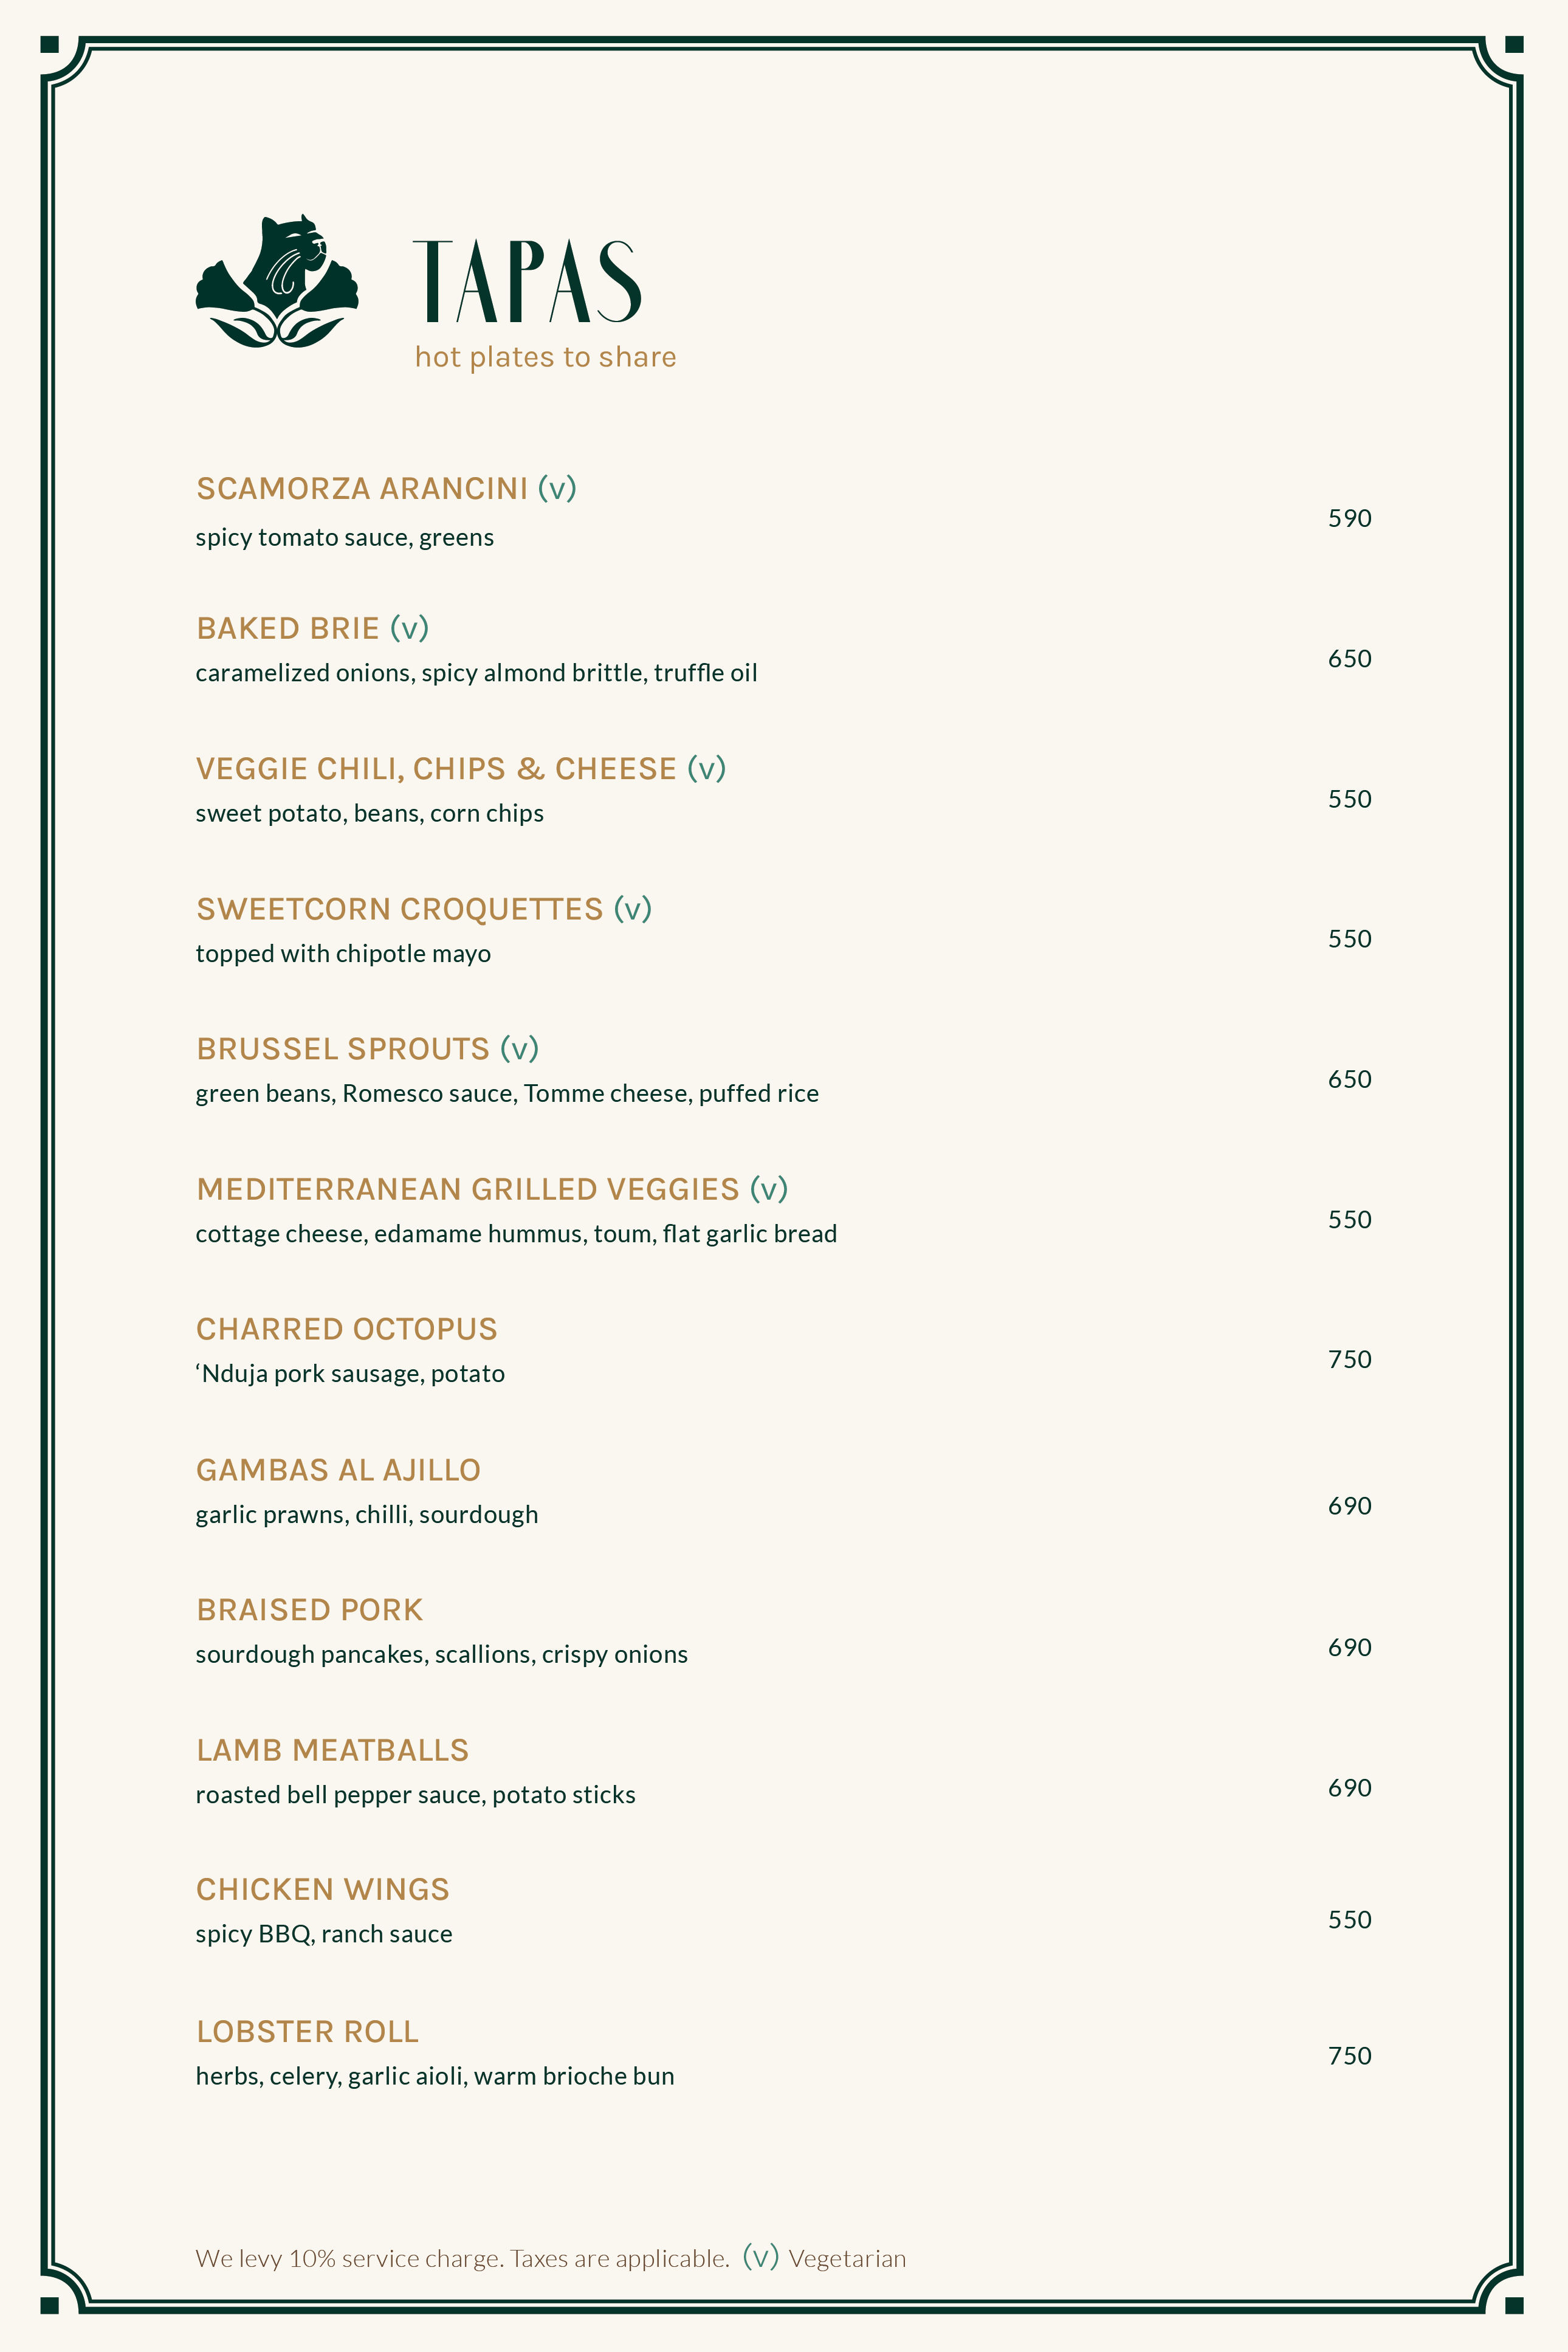 TAPAS
hot plates to share
SCAMORZA ARANCINI (v)
590
spicy tomato sauce, greens
BAKED BRIE (v)
650
caramelized onions, spicy almond brittle, truffle oil
VEGGIE CHILI, CHIPS & CHEESE (v)
550
sweet potato, beans, corn chips
SWEETCORN CROQUETTES (v)
550
topped with chipotle mayo
BRUSSEL SPROUTS (v)
650
green beans, Romesco sauce, Tomme cheese, puffed rice
MEDITERRANEAN GRILLED VEGGIES (v)
550
cottage cheese, edamame hummus, toum, flat garlic bread
CHARRED OCTOPUS
750
‘Nduja pork sausage, potato
GAMBAS AL AJILLO
690
garlic prawns, chilli, sourdough
BRAISED PORK
690
sourdough pancakes, scallions, crispy onions
LAMB MEATBALLS
690
roasted bell pepper sauce, potato sticks
CHICKEN WINGS
550
spicy BBQ, ranch sauce
LOBSTER ROLL
750
herbs, celery, garlic aioli, warm brioche bun
We levy 10% service charge. Taxes are applicable. (v) Vegetarian